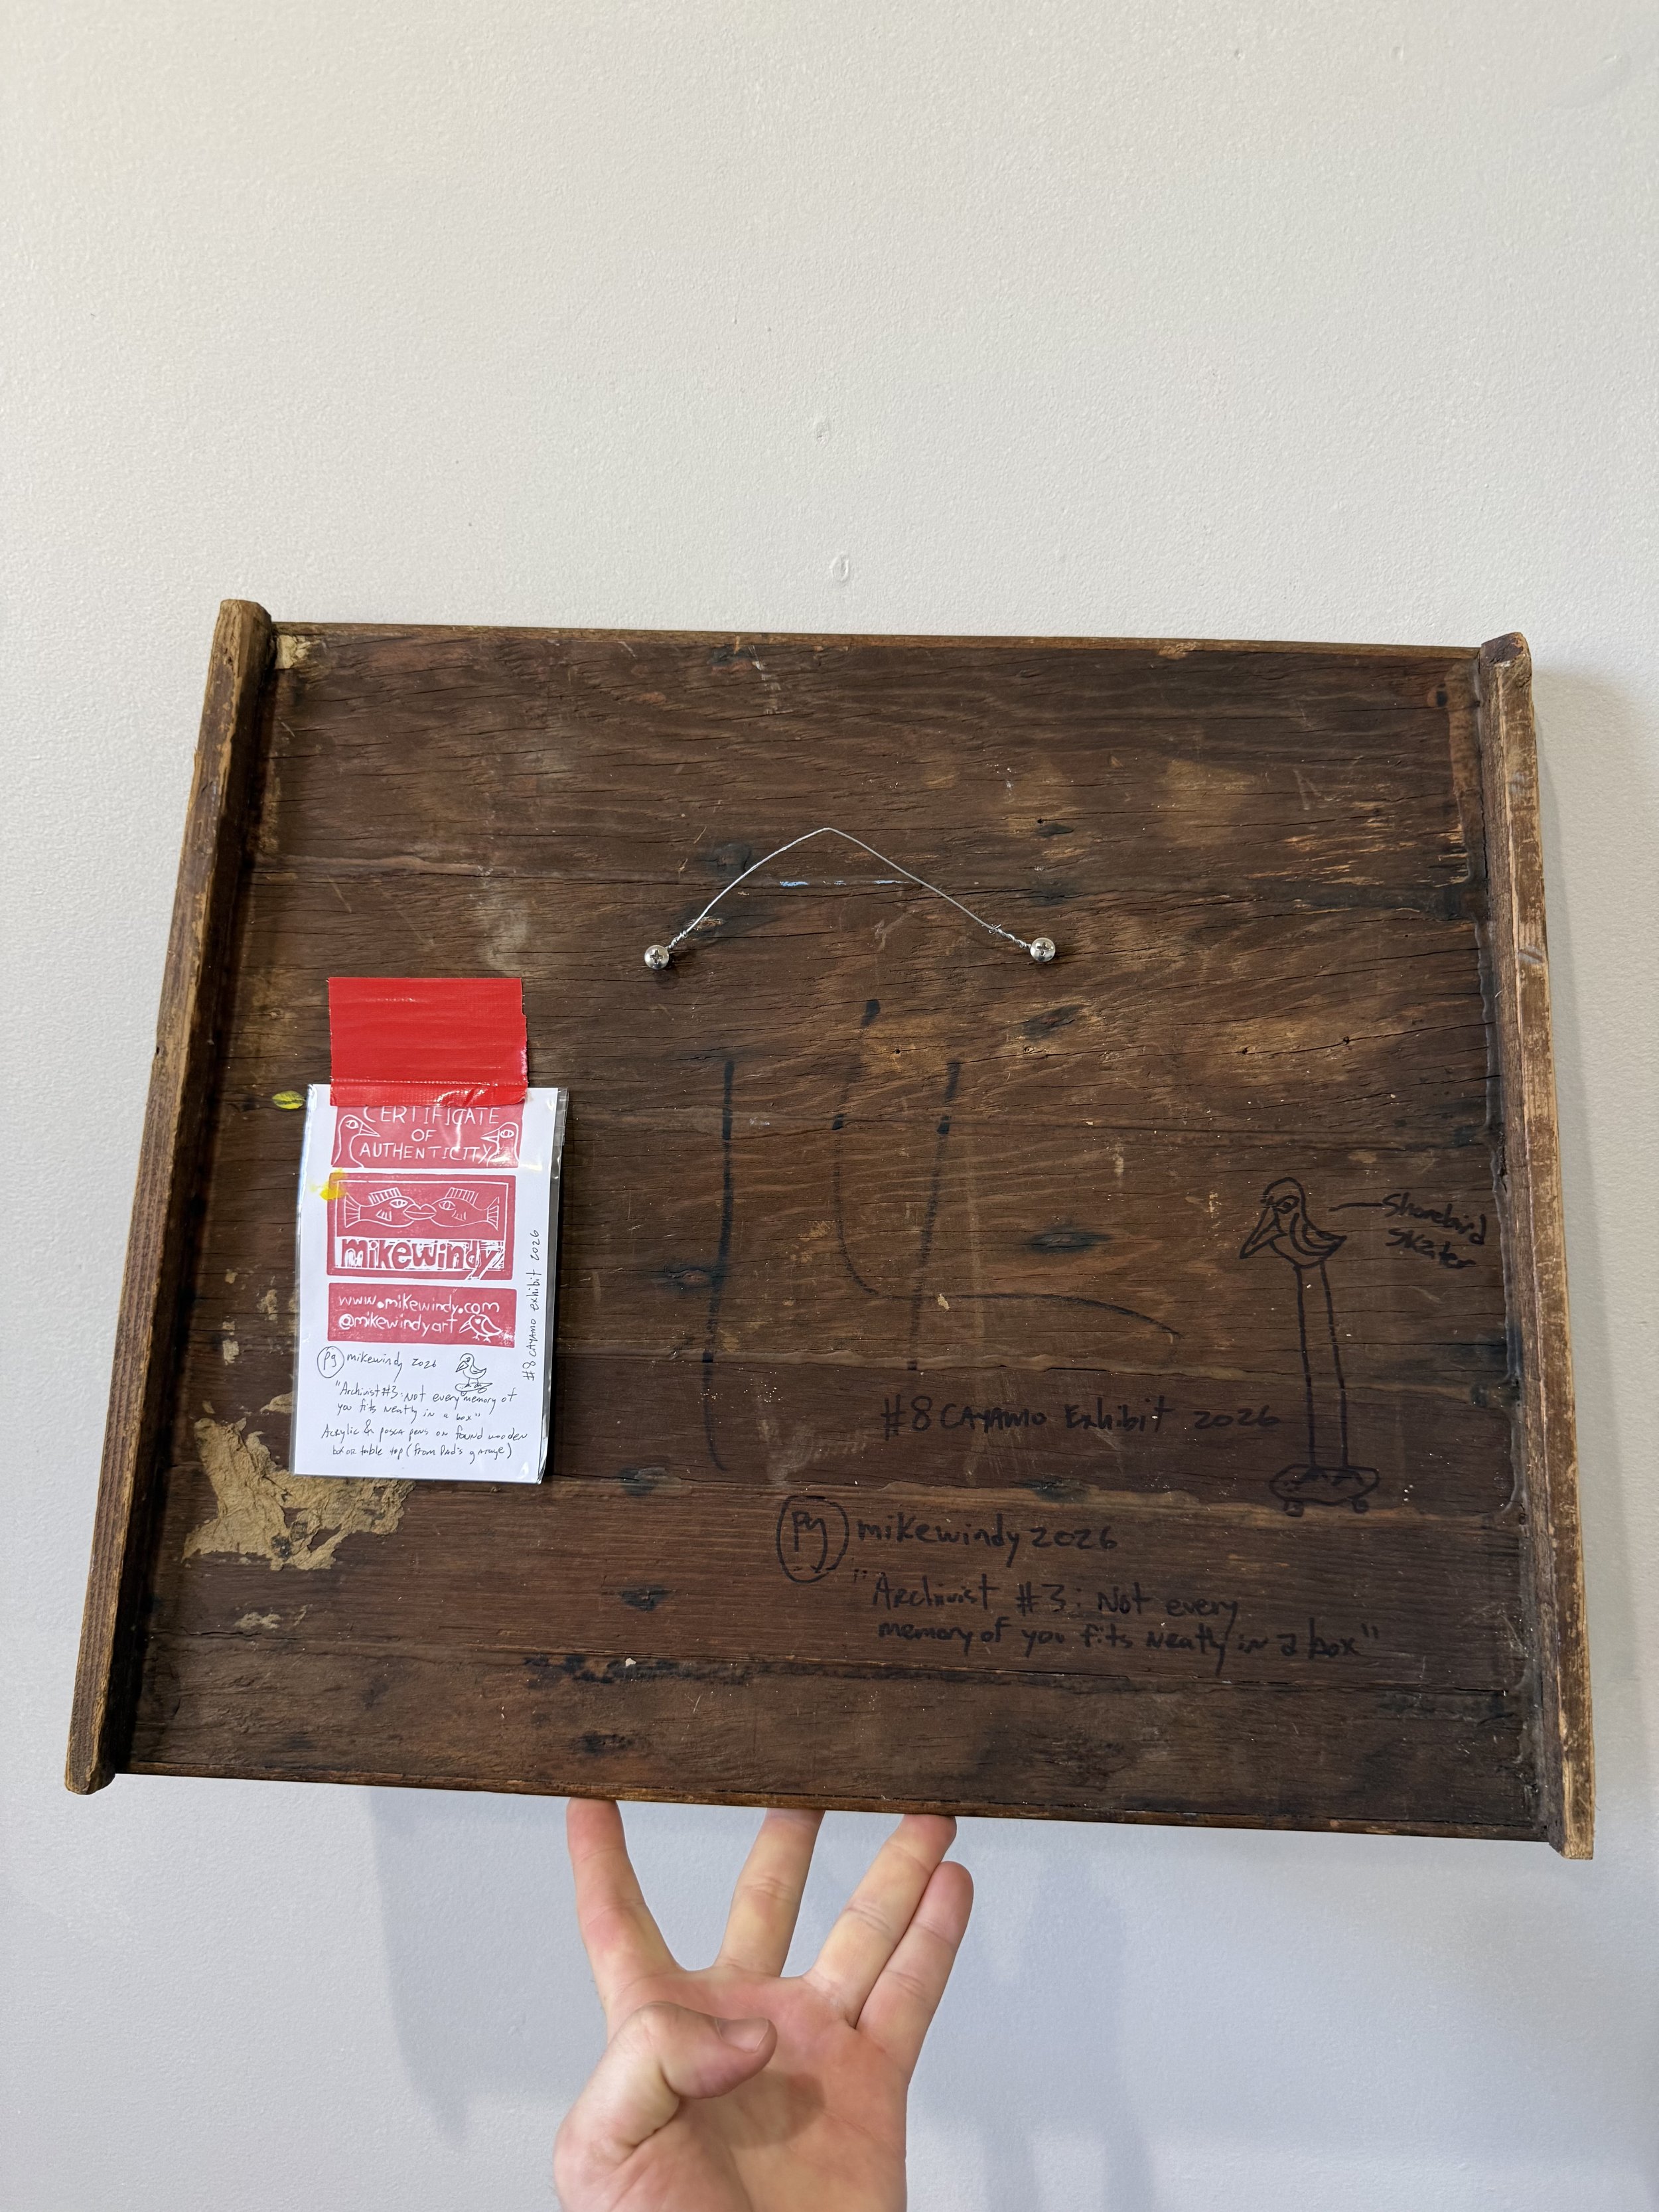 CERTIFICATE
OF
AUTHENTICITY
mikewindy
www.mikewindy.com
@mikewindyart
pg mikewindy 2026
"Archivist #3: Not every memory of
you fits neatly in a box"
Acrylic & posca pens on found wooden
box or table top (from Dad's garage)
#8 CAYAMO exhibit 2026
Shorebird
Skater
#8 CAYAMO Exhibit 2026
pg mikewindy 2026
"Archivist #3: Not every
memory of you fits neatly in a box"